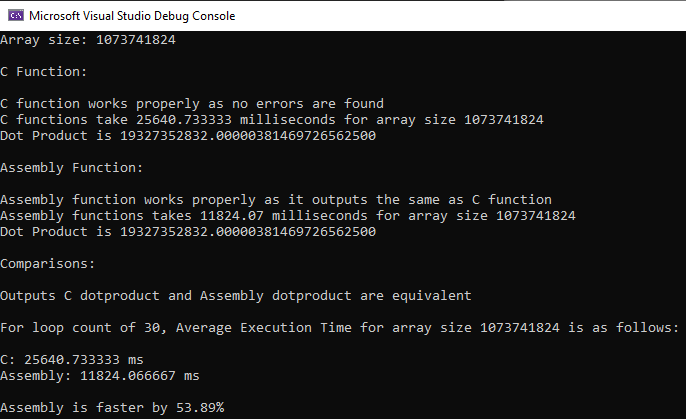 Microsoft Visual Studio Debug Console
Array size: 1073741824
C Function:
C function works properly as no errors are found
C functions take 25640.733333 milliseconds for array size 1073741824
Dot Product is 19327352832.00000381469726562500
Assembly Function:
Assembly function works properly as it outputs the same as C function
Assembly functions takes 11824.07 milliseconds for array size 1073741824
Dot Product is 19327352832.00000381469726562500
Comparisons:
Outputs C dotproduct and Assembly dotproduct are equivalent
For loop count of 30, Average Execution Time for array size 1073741824 is as follows:
C: 25640.733333 ms
Assembly: 11824.066667 ms
Assembly is faster by 53.89%